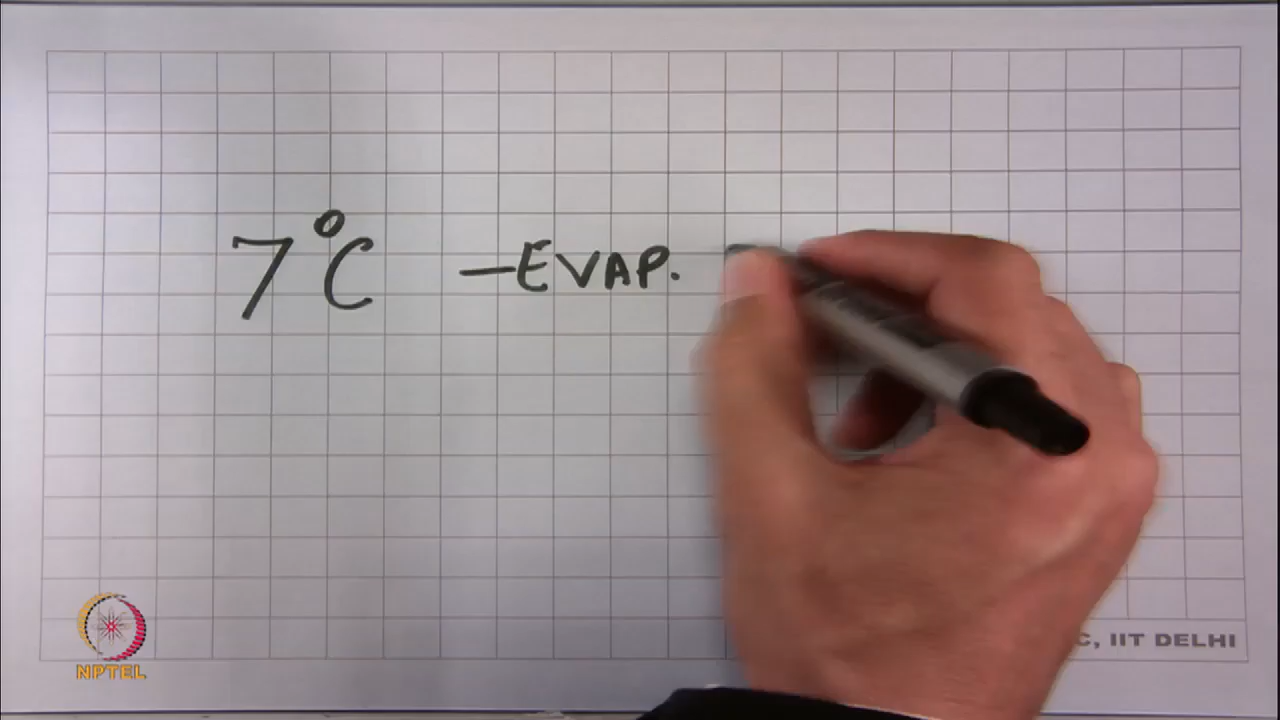 7°C — EVAP.
NPTEL
C, IIT DELHI